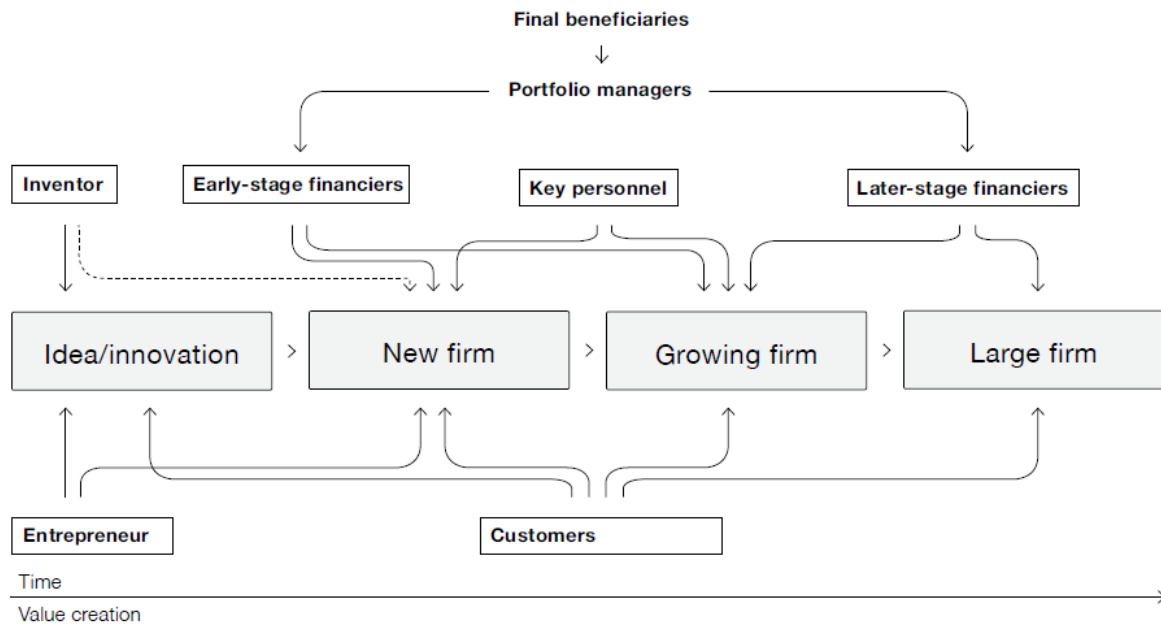 Final beneficiaries
Portfolio managers
Inventor
Early-stage financiers
Key personnel
Later-stage financiers
Idea/innovation
New firm
Growing firm
Large firm
Entrepreneur
Customers
Time
Value creation